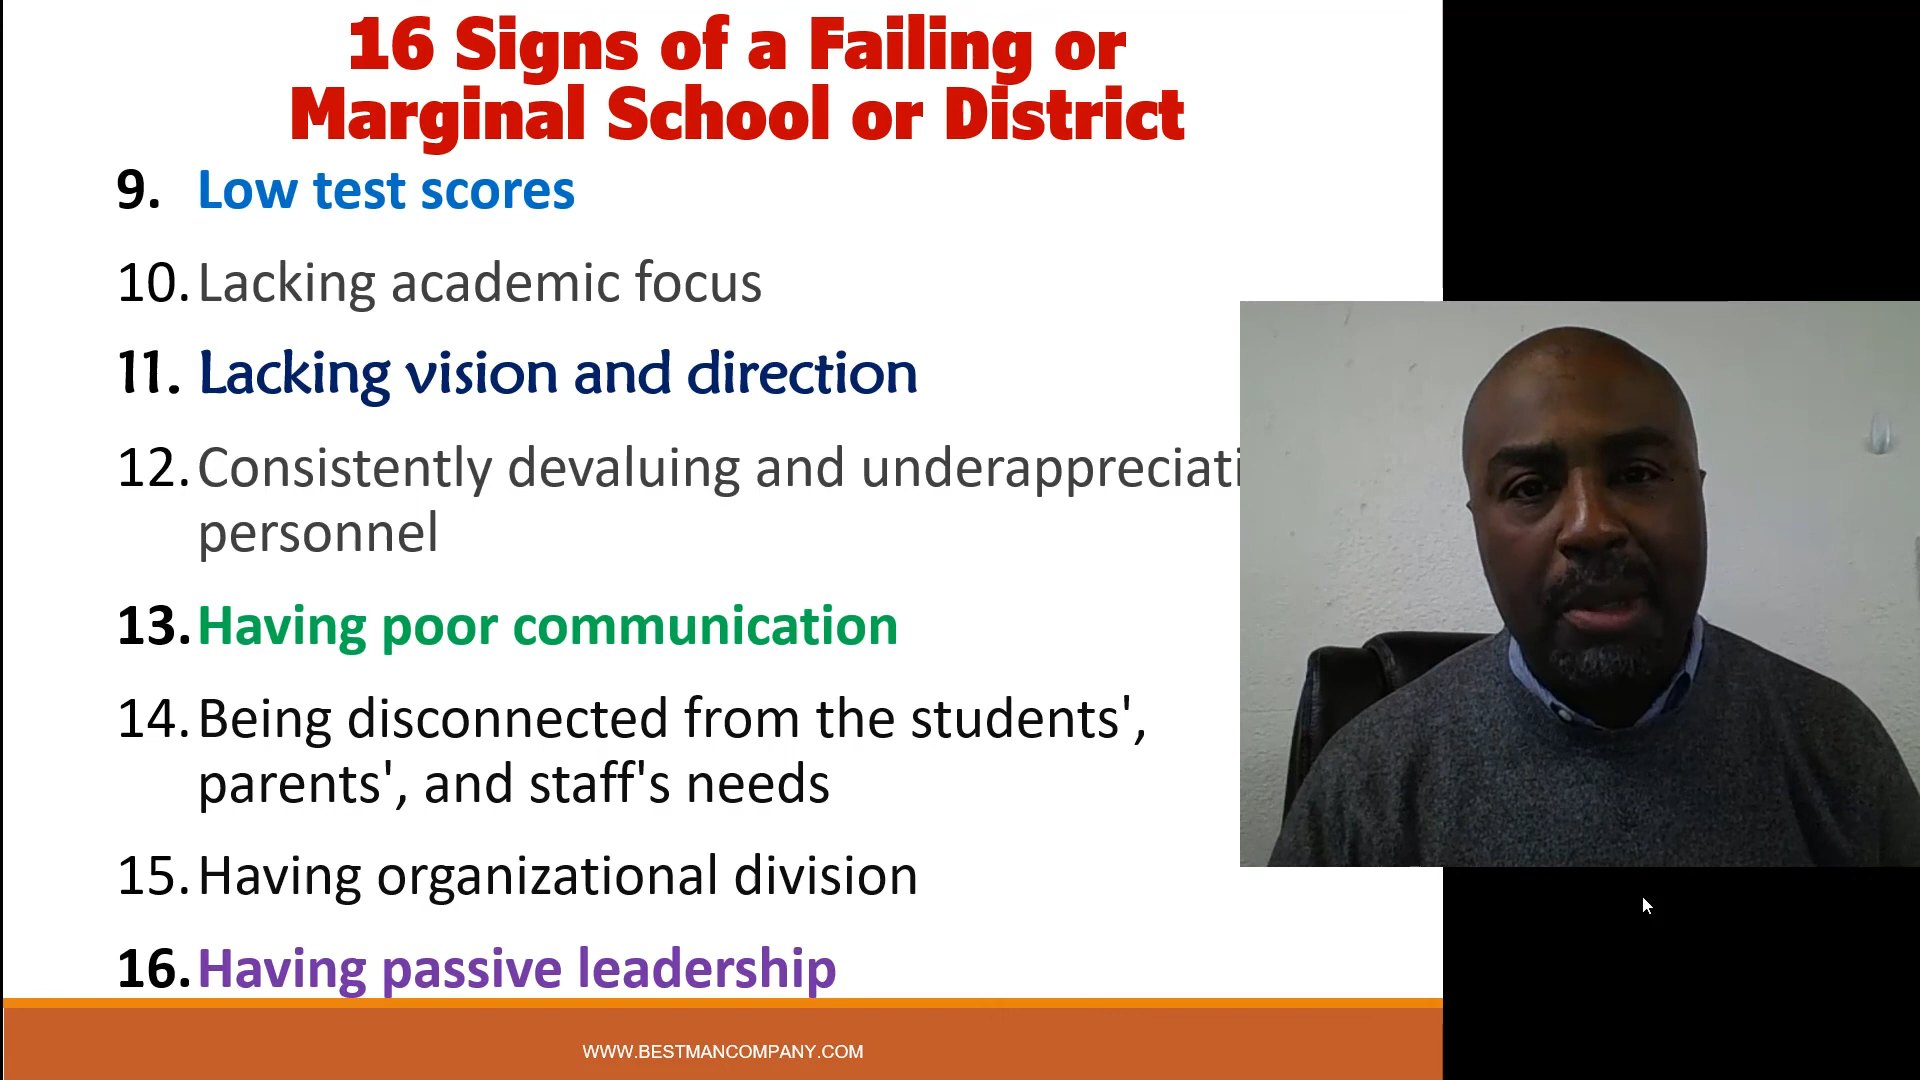 16 Signs of a Failing or
Marginal School or District
9. Low test scores
10. Lacking academic focus
11. Lacking vision and direction
12. Consistently devaluing and
personnel
13. Having poor communication
14. Being disconnected from the students',
parents', and staff's needs
15. Having organizational division
16. Having passive leadership
WWW.BESTMANCOMPANY.COM